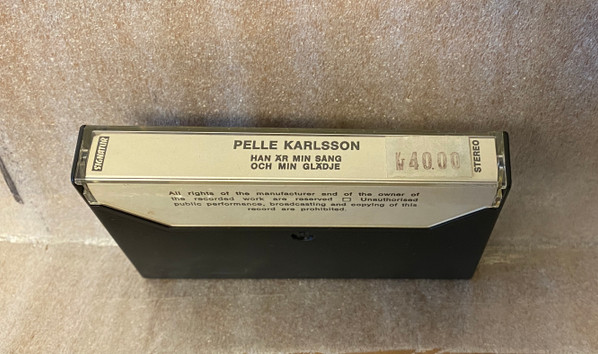 SIGNATUR
PELLE KARLSSON
HAN ÄR MIN SÅNG
OCH MIN GLÄDJE
40.00
STEREO
All rights of the manufacturer and of the owner of
the recorded work are reserved □ Unauthorised
public performance, broadcasting and copying of this
record are prohibited.